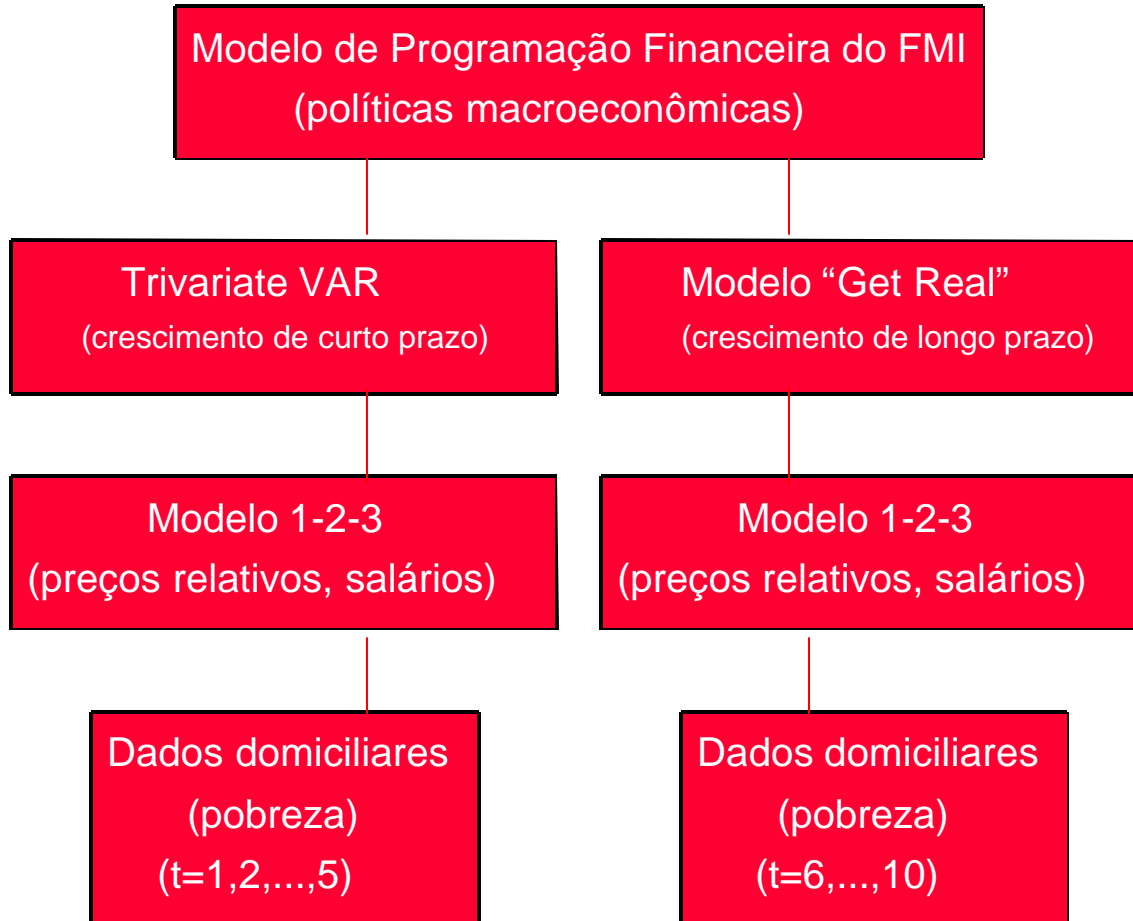 Modelo de Programação Financeira do FMI
(políticas macroeconômicas)
Trivariate VAR
(crescimento de curto prazo)
Modelo “Get Real”
(crescimento de longo prazo)
Modelo 1-2-3
(preços relativos, salários)
Modelo 1-2-3
(preços relativos, salários)
Dados domiciliares
(pobreza)
(t=1,2,...,5)
Dados domiciliares
(pobreza)
(t=6,...,10)